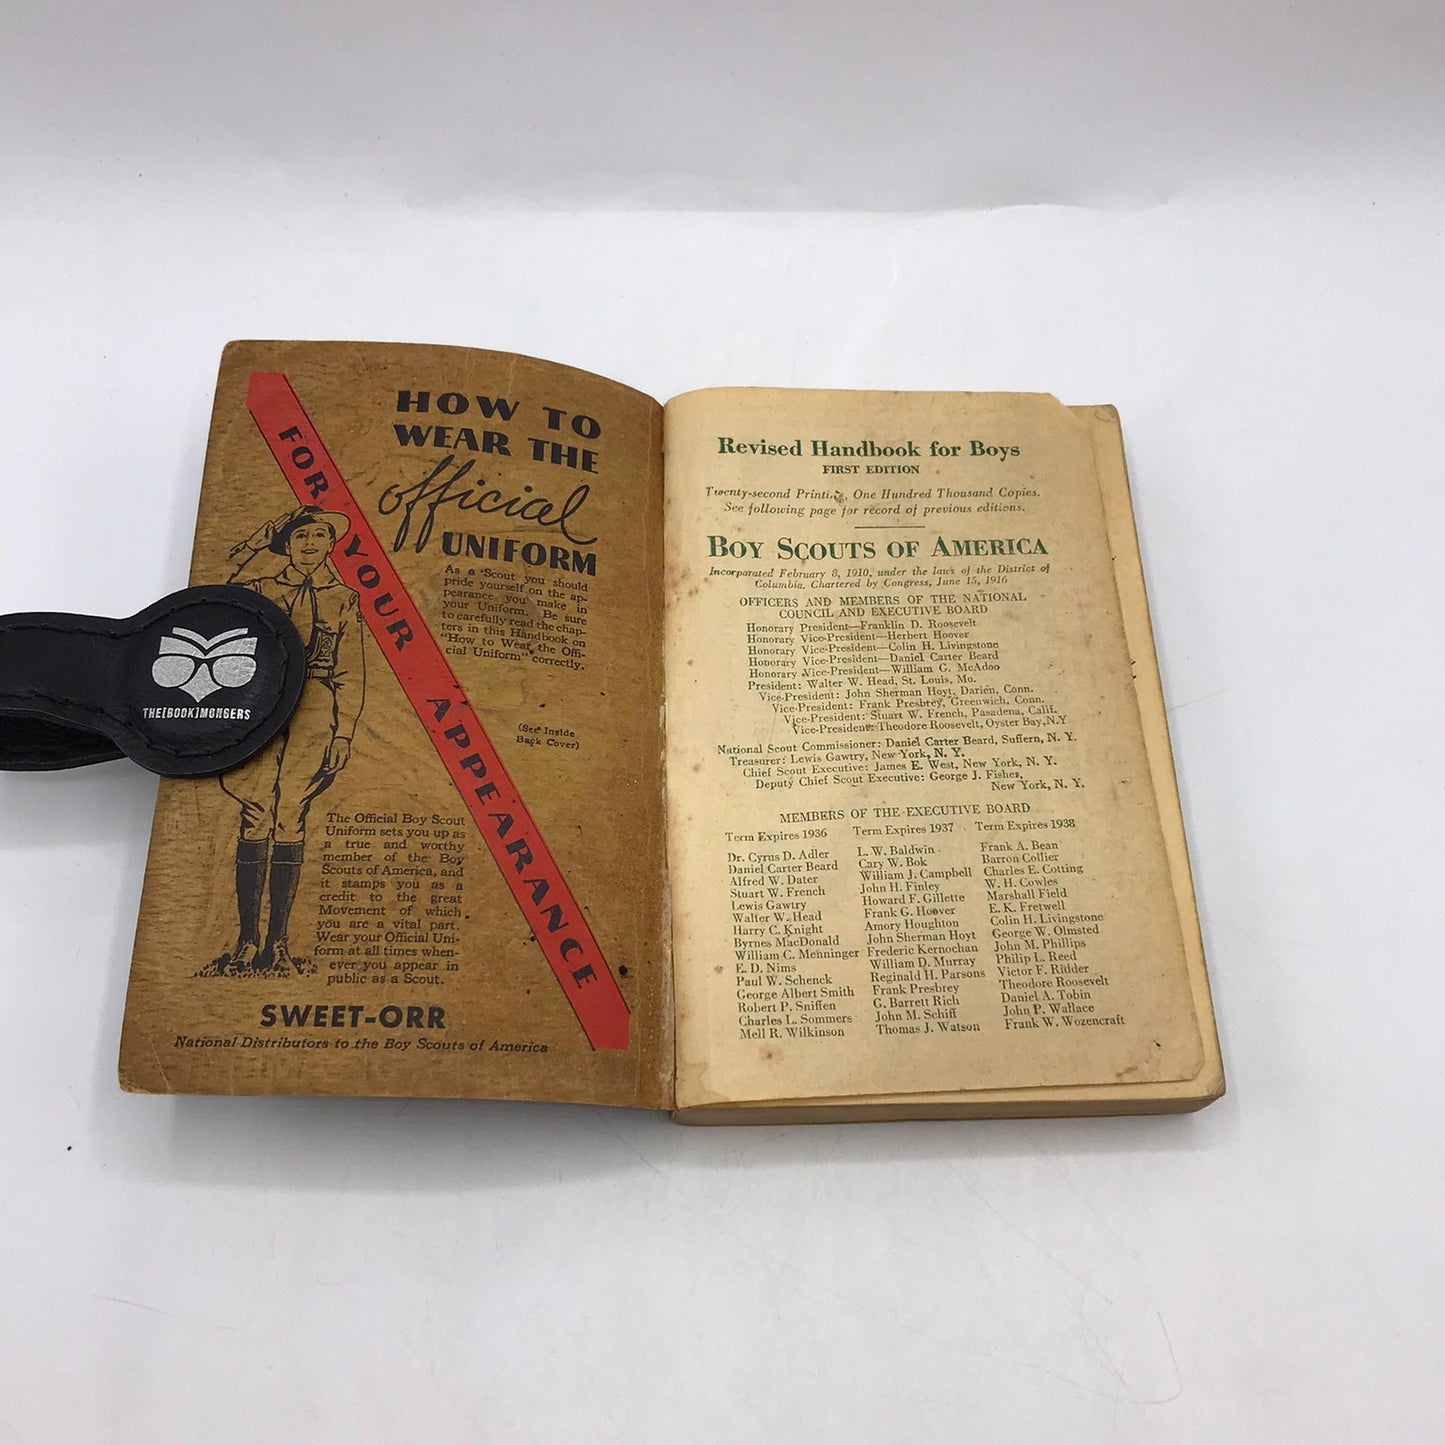 HOW TO
WEAR THE
official
UNIFORM
FOR YOUR APPEARANCE
As a Scout you should
pride yourself on the ap-
pearance you make in
your Uniform. Be sure
to carefully read the chap-
ters in this Handbook on
"How to Wear the Offi-
cial Uniform" correctly.
(See Inside
Back Cover)
THE[BOOK]MONGERS
The Official Boy Scout
Uniform sets you up as
a true and worthy
member of the Boy
Scouts of America, and
it stamps you as a
credit to the great
Movement of which
you are a vital part.
Wear your Official Uni-
form at all times when-
ever you appear in
public as a Scout.
SWEET-ORR
National Distributors to the Boy Scouts of America
Revised Handbook for Boys
FIRST EDITION
Twenty-second Printing, One Hundred Thousand Copies.
See following page for record of previous editions.
BOY SCOUTS OF AMERICA
Incorporated February 8, 1910, under the laws of the District of
Columbia. Chartered by Congress, June 15, 1916
OFFICERS AND MEMBERS OF THE NATIONAL
COUNCIL AND EXECUTIVE BOARD
Honorary President—Franklin D. Roosevelt
Honorary Vice-President—Herbert Hoover
Honorary Vice-President—Colin H. Livingstone
Honorary Vice-President—Daniel Carter Beard
Honorary Vice-President—William G. McAdoo
President: Walter W. Head, St. Louis, Mo.
Vice-President: John Sherman Hoyt, Darien, Conn.
Vice-President: Frank Presbrey, Greenwich, Conn.
Vice-President: Stuart W. French, Pasadena, Calif.
Vice-President: Theodore Roosevelt, Oyster Bay, N.Y
National Scout Commissioner: Daniel Carter Beard, Suffern, N. Y.
Treasurer: Lewis Gawtry, New York, N. Y.
Chief Scout Executive: James E. West, New York, N. Y.
Deputy Chief Scout Executive: George J. Fisher,
New York, N. Y.
MEMBERS OF THE EXECUTIVE BOARD
Term Expires 1936
Dr. Cyrus D. Adler
Daniel Carter Beard
Alfred W. Dater
Stuart W. French
Lewis Gawtry
Walter W. Head
Harry C. Knight
Byrnes MacDonald
William C. Menninger
E. D. Nims
Paul W. Schenck
George Albert Smith
Robert P. Sniffen
Charles L. Sommers
Mell R. Wilkinson
Term Expires 1937
L. W. Baldwin
Cary W. Bok
William J. Campbell
John H. Finley
Howard F. Gillette
Frank G. Hoover
Amory Houghton
John Sherman Hoyt
Frederic Kernochan
William D. Murray
Reginald H. Parsons
Frank Presbrey
G. Barrett Rich
John M. Schiff
Thomas J. Watson
Term Expires 1938
Frank A. Bean
Barron Collier
Charles E. Cotting
W. H. Cowles
Marshall Field
E. K. Fretwell
Colin H. Livingstone
George W. Olmsted
John M. Phillips
Philip L. Reed
Victor F. Ridder
Theodore Roosevelt
Daniel A. Tobin
John P. Wallace
Frank W. Wozencraft